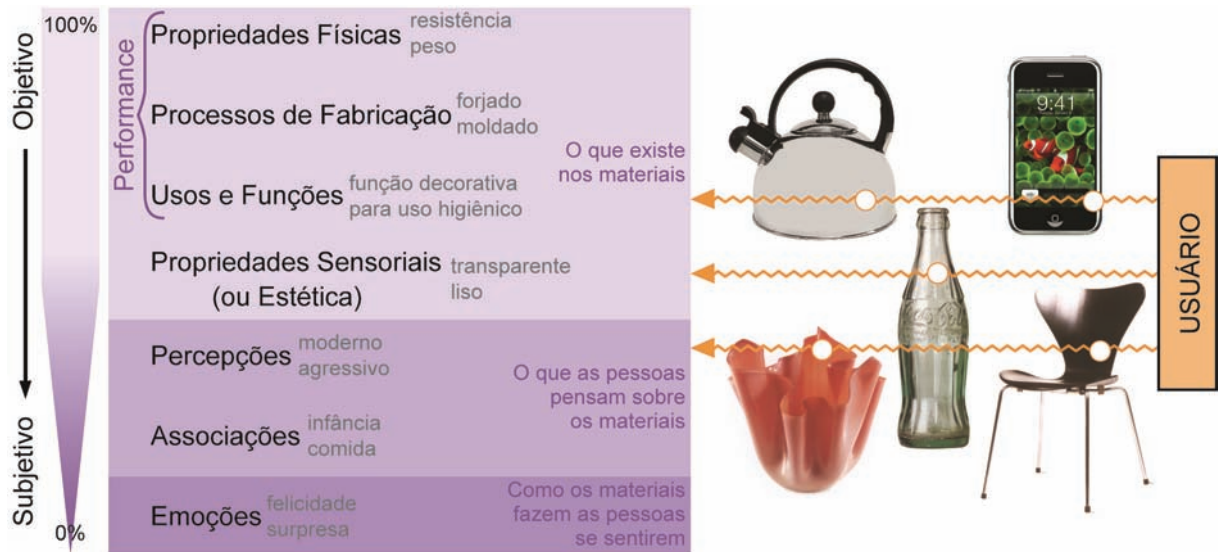 100%
Objetivo
Subjetivo
0%
Performance
Propriedades Físicas
resistência
peso
Processos de Fabricação
forjado
moldado
Usos e Funções
função decorativa
para uso higiênico
O que existe
nos materiais
Propriedades Sensoriais
(ou Estética)
transparente
liso
Percepções
moderno
agressivo
Associações
infância
comida
O que as pessoas
pensam sobre
os materiais
Emoções
felicidade
surpresa
Como os materiais
fazem as pessoas
se sentirem
9:41
USUÁRIO